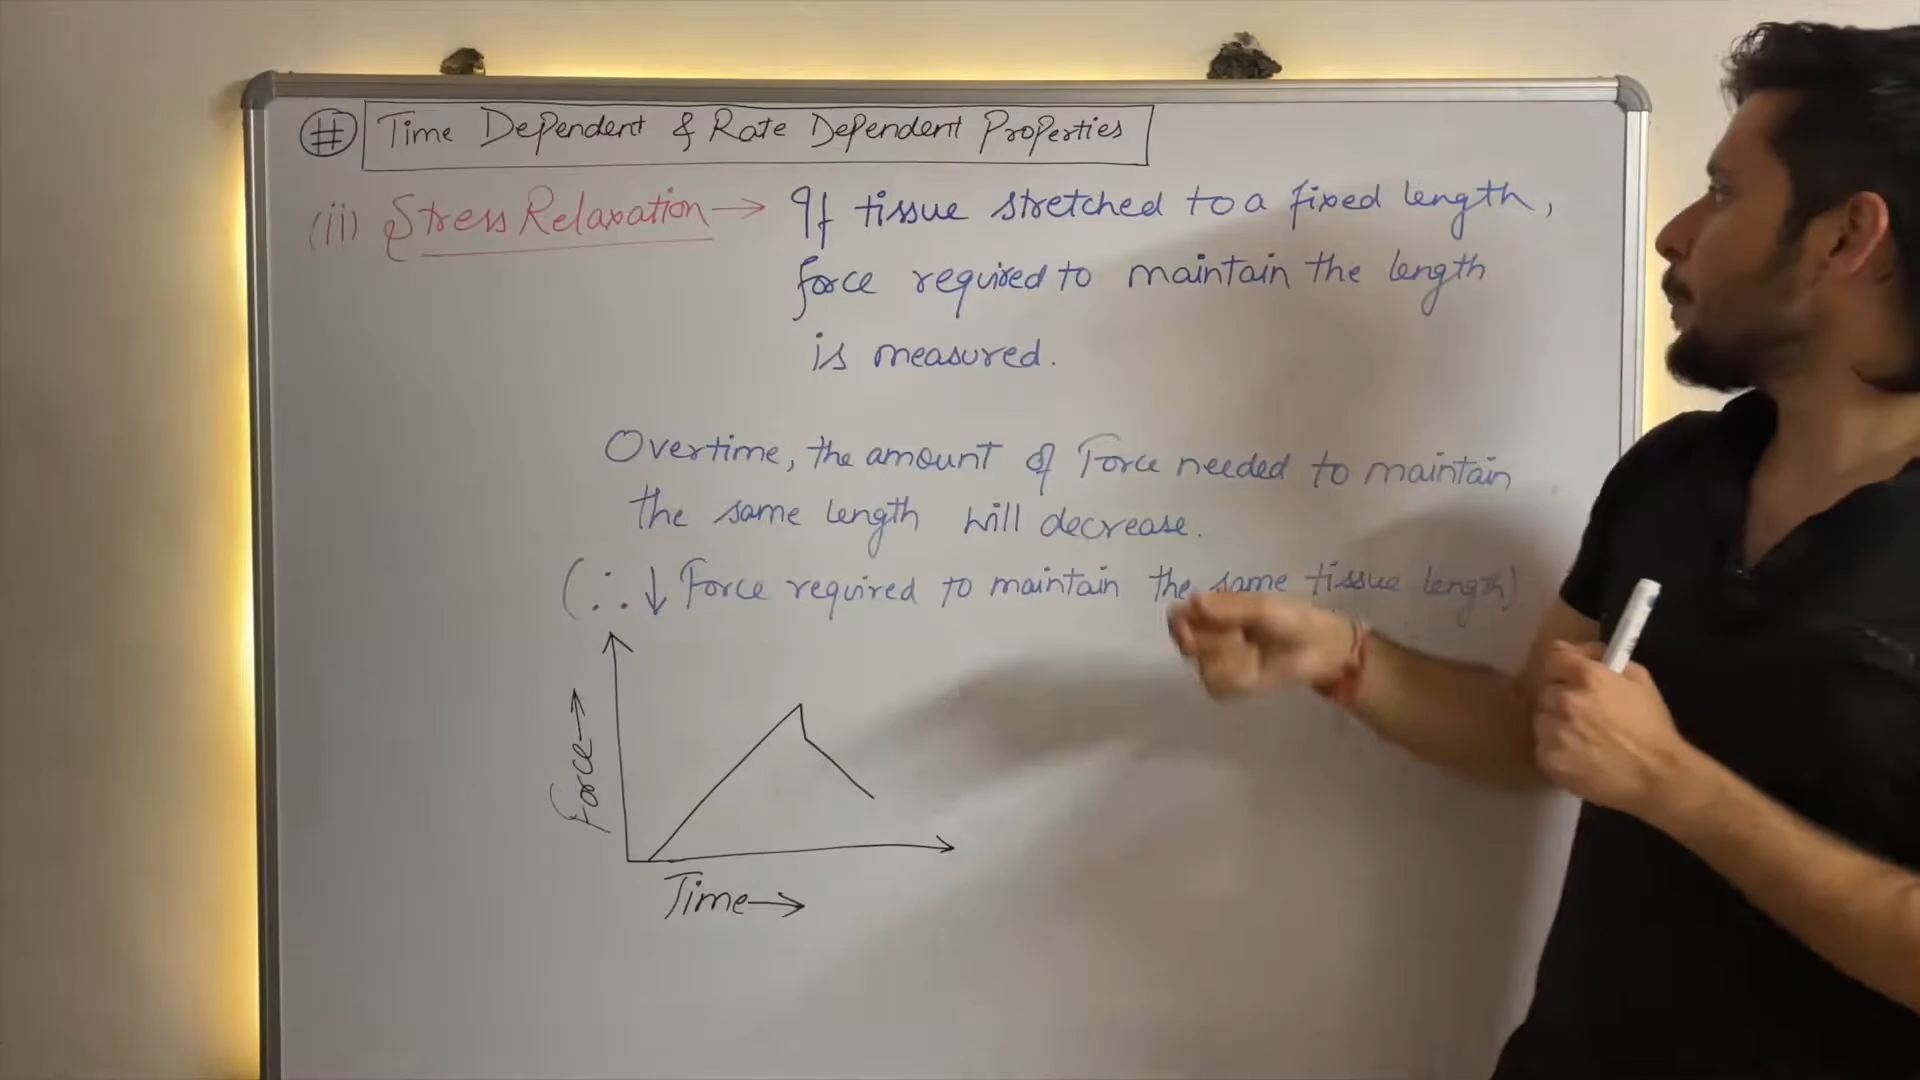 # Time Dependent & Rate Dependent Properties
(ii) Stress Relaxation → If tissue stretched to a fixed length,
force required to maintain the length
is measured.
Overtime, the amount of Force needed to maintain
the same length will decrease.
(∴ ↓ Force required to maintain the same tissue length)
Force→
Time→